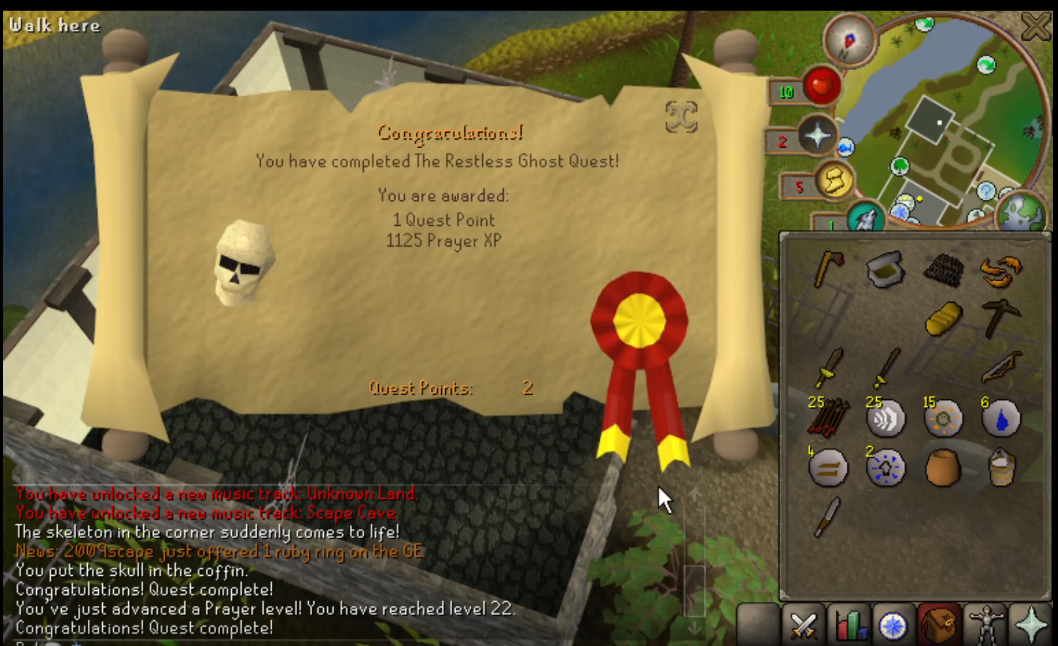 Walk here
Congratulations!
You have completed The Restless Ghost Quest!
You are awarded:
1 Quest Point
1125 Prayer XP
Quest Points: 2
10
2
5
1
25 25 15 6
4 2
You have unlocked a new music track: Unknown Land.
You have unlocked a new music track: Scape Cave.
The skeleton in the corner suddenly comes to life!
News: 2009scape just offered 1 ruby ring on the GE.
You put the skull in the coffin.
Congratulations! Quest complete!
You've just advanced a Prayer level! You have reached level 22.
Congratulations! Quest complete!